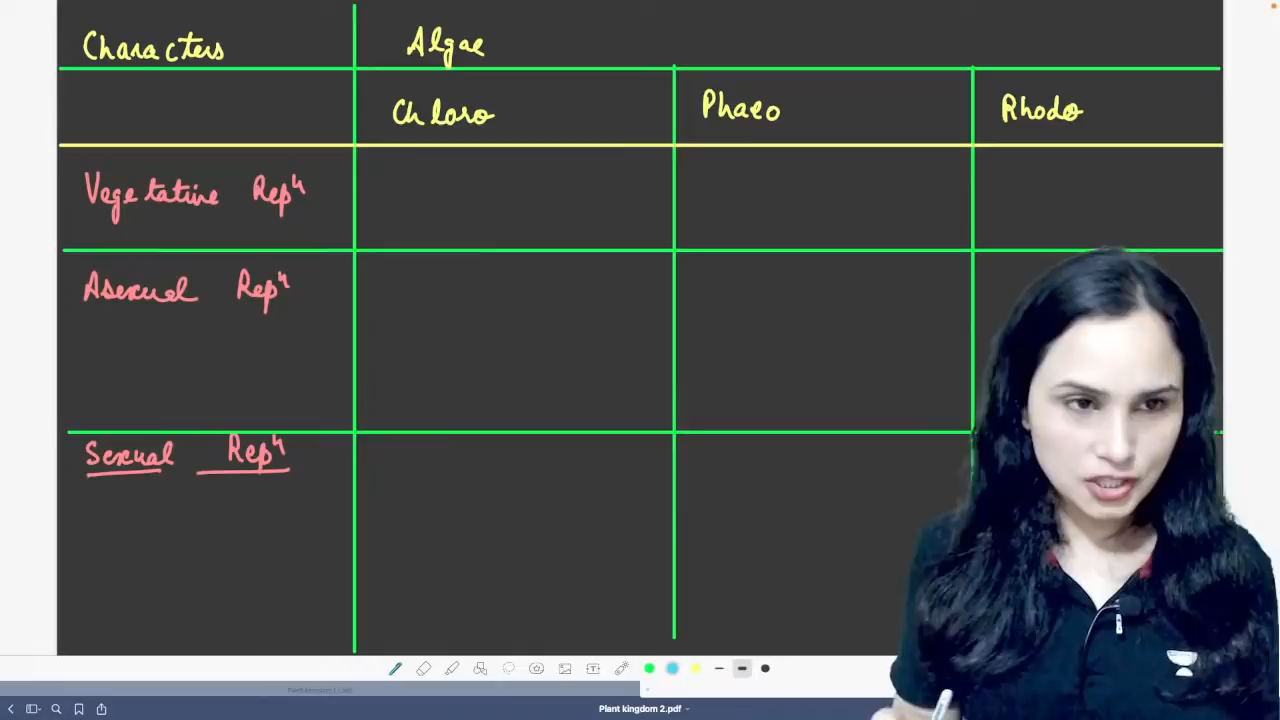 Characters Algae
Chloro Phaeo Rhodo
Vegetative Repⁿ
Asexual Repⁿ
Sexual Repⁿ
Plant kingdom 2.pdf